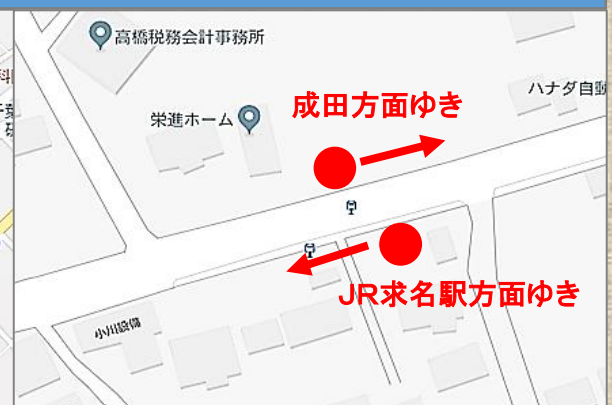 高橋税務会計事務所
ハナダ自動
成田方面ゆき
栄進ホーム
JR求名駅方面ゆき
小川設備